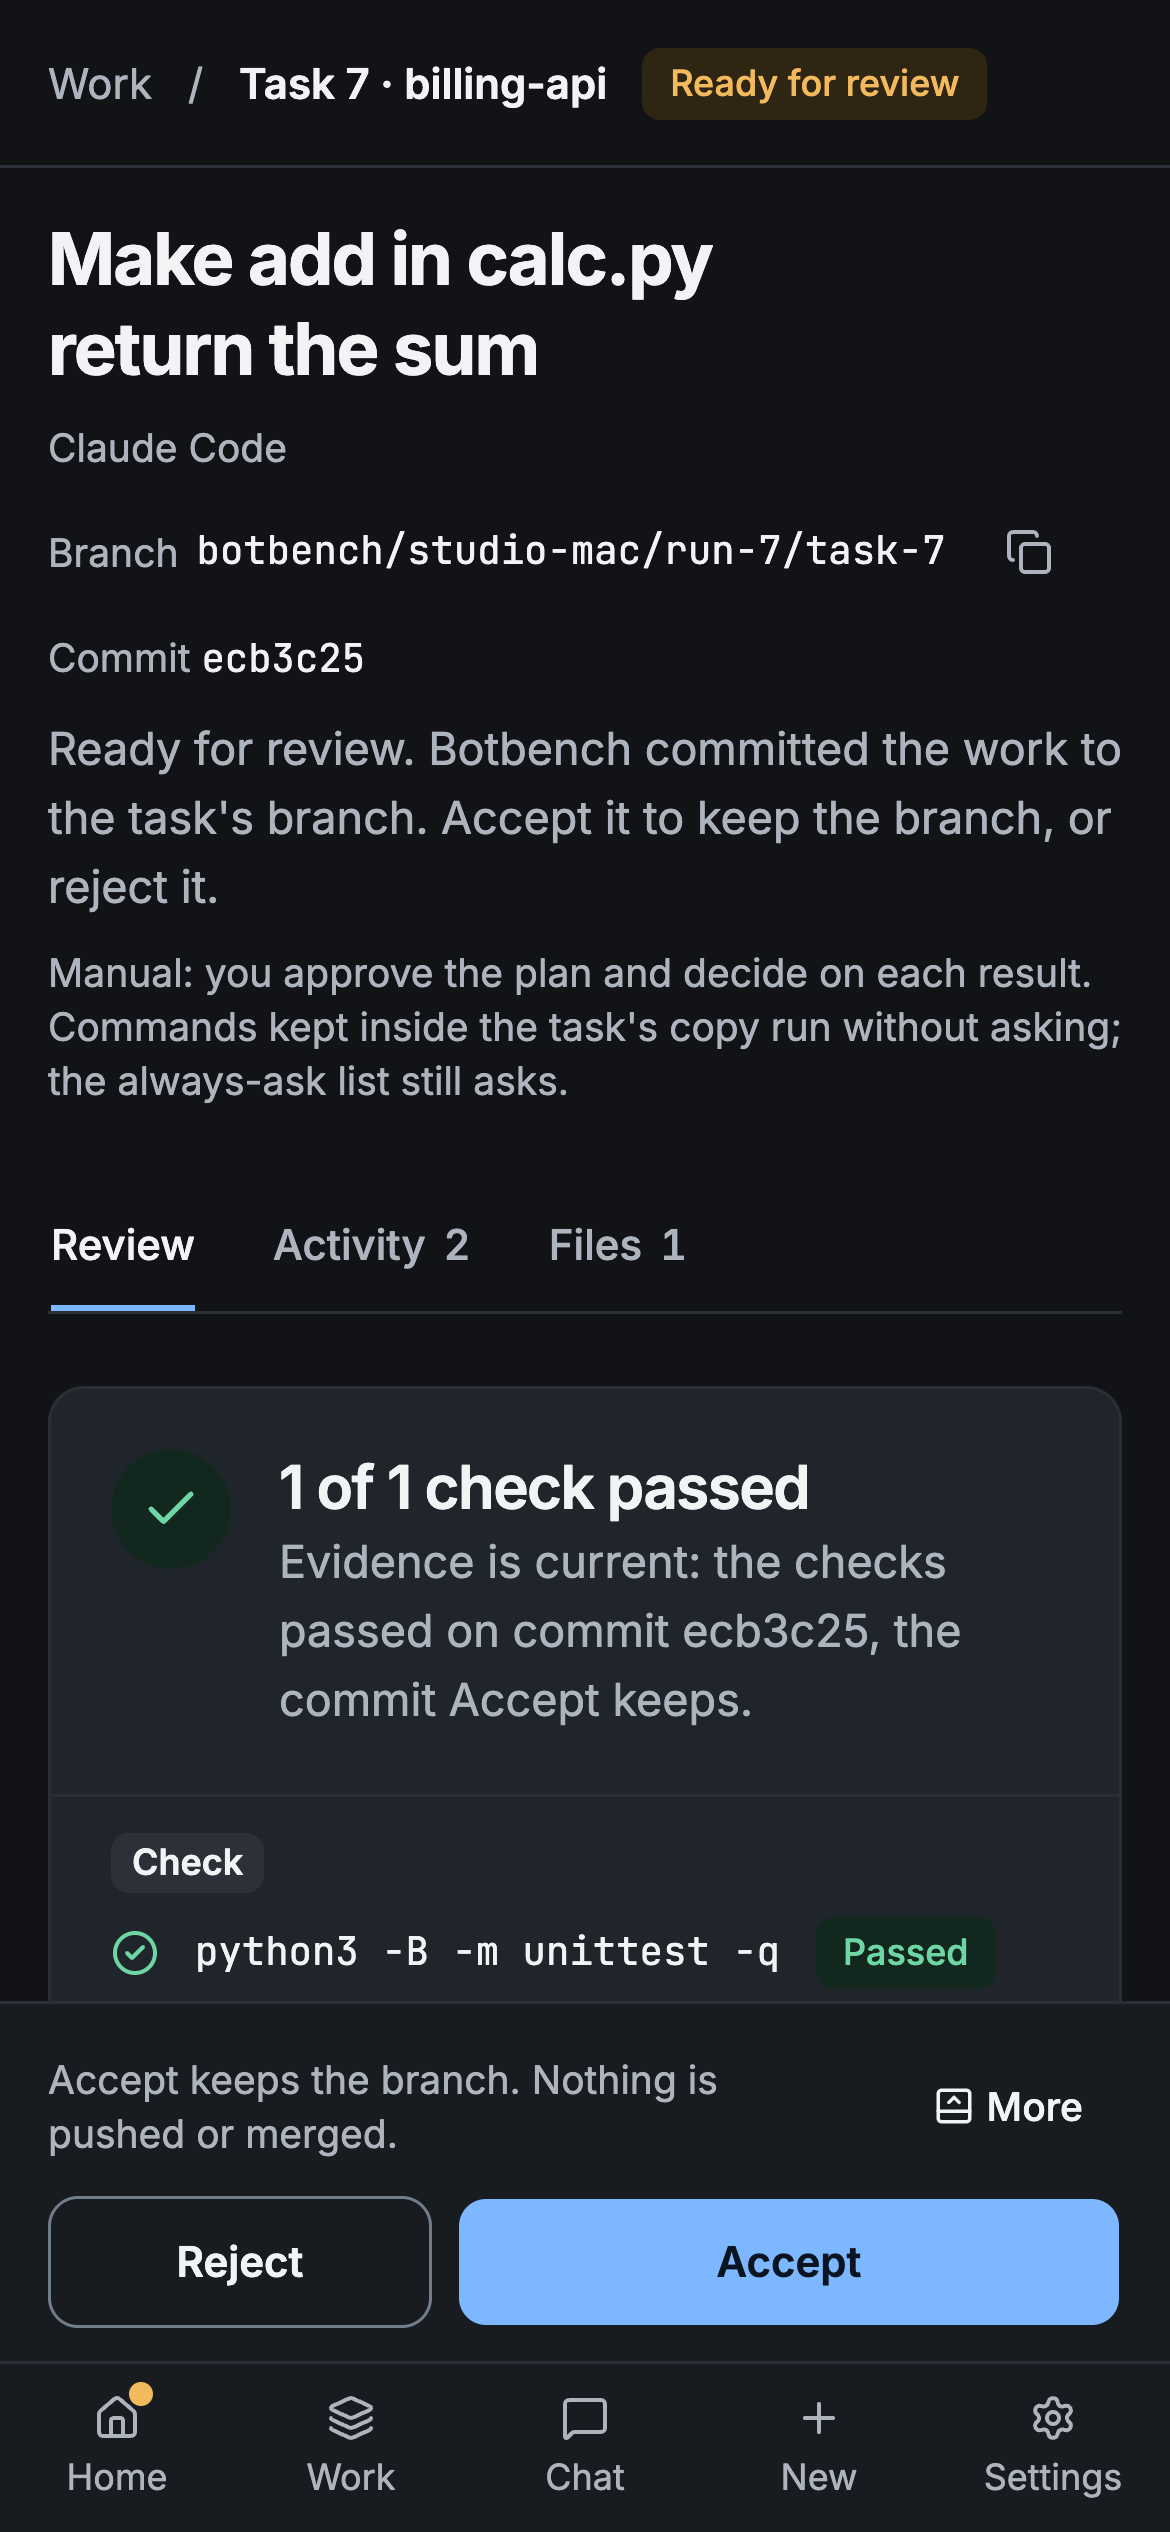 Work / Task 7 · billing-api Ready for review
Make add in calc.py
return the sum
Claude Code
Branch botbench/studio-mac/run-7/task-7
Commit ecb3c25
Ready for review. Botbench committed the work to
the task's branch. Accept it to keep the branch, or
reject it.
Manual: you approve the plan and decide on each result.
Commands kept inside the task's copy run without asking;
the always-ask list still asks.
Review Activity 2 Files 1
1 of 1 check passed
Evidence is current: the checks
passed on commit ecb3c25, the
commit Accept keeps.
Check
python3 -B -m unittest -q Passed
Accept keeps the branch. Nothing is
pushed or merged.
More
Reject Accept
Home Work Chat New Settings